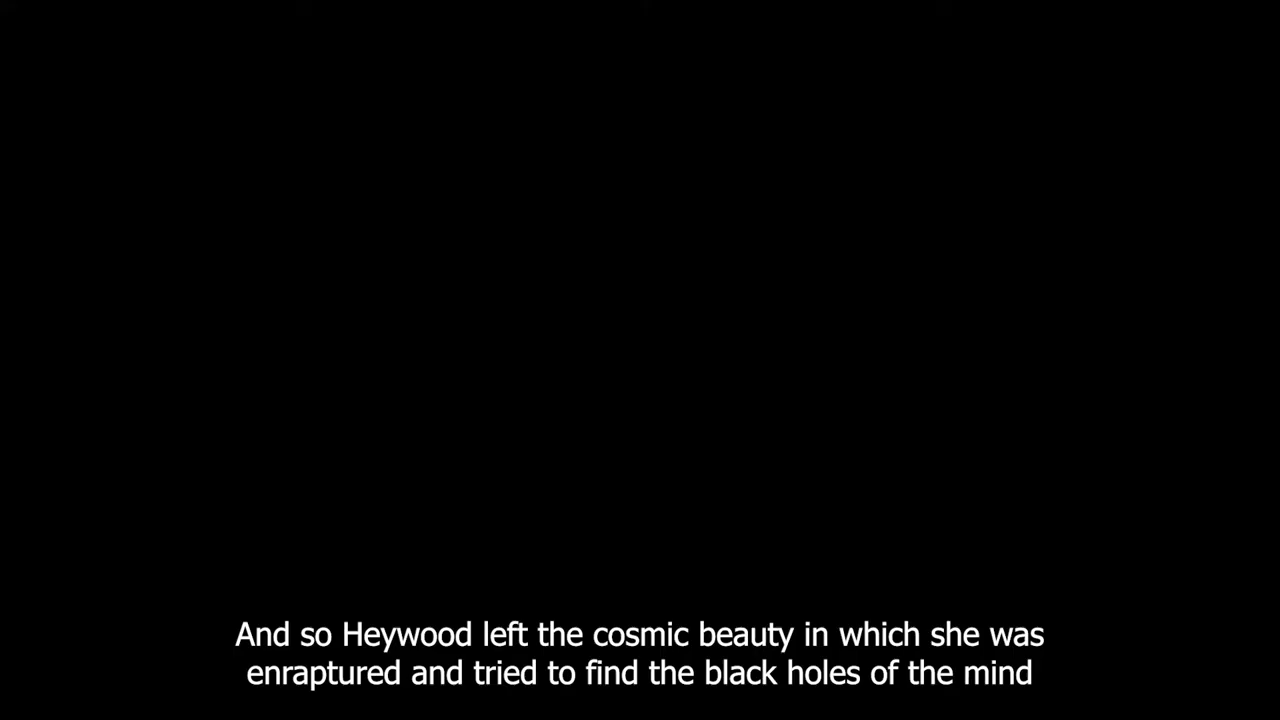 And so Heywood left the cosmic beauty in which she was
enraptured and tried to find the black holes of the mind